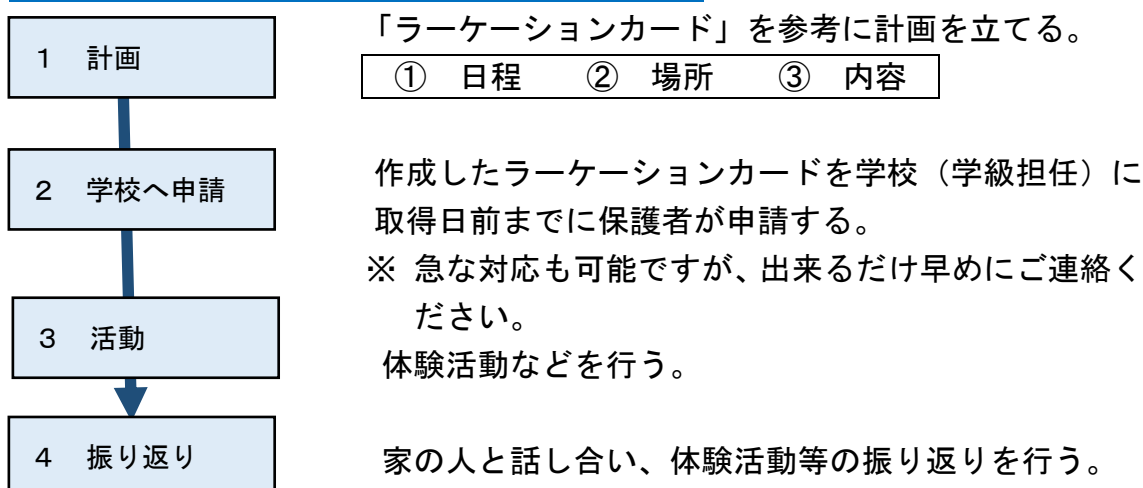 １　計画
「ラーケーションカード」を参考に計画を立てる。
①　日程　②　場所　③　内容
２　学校へ申請
作成したラーケーションカードを学校（学級担任）に
取得日前までに保護者が申請する。
※ 急な対応も可能ですが、出来るだけ早めにご連絡く
ださい。
３　活動
体験活動などを行う。
４　振り返り
家の人と話し合い、体験活動等の振り返りを行う。